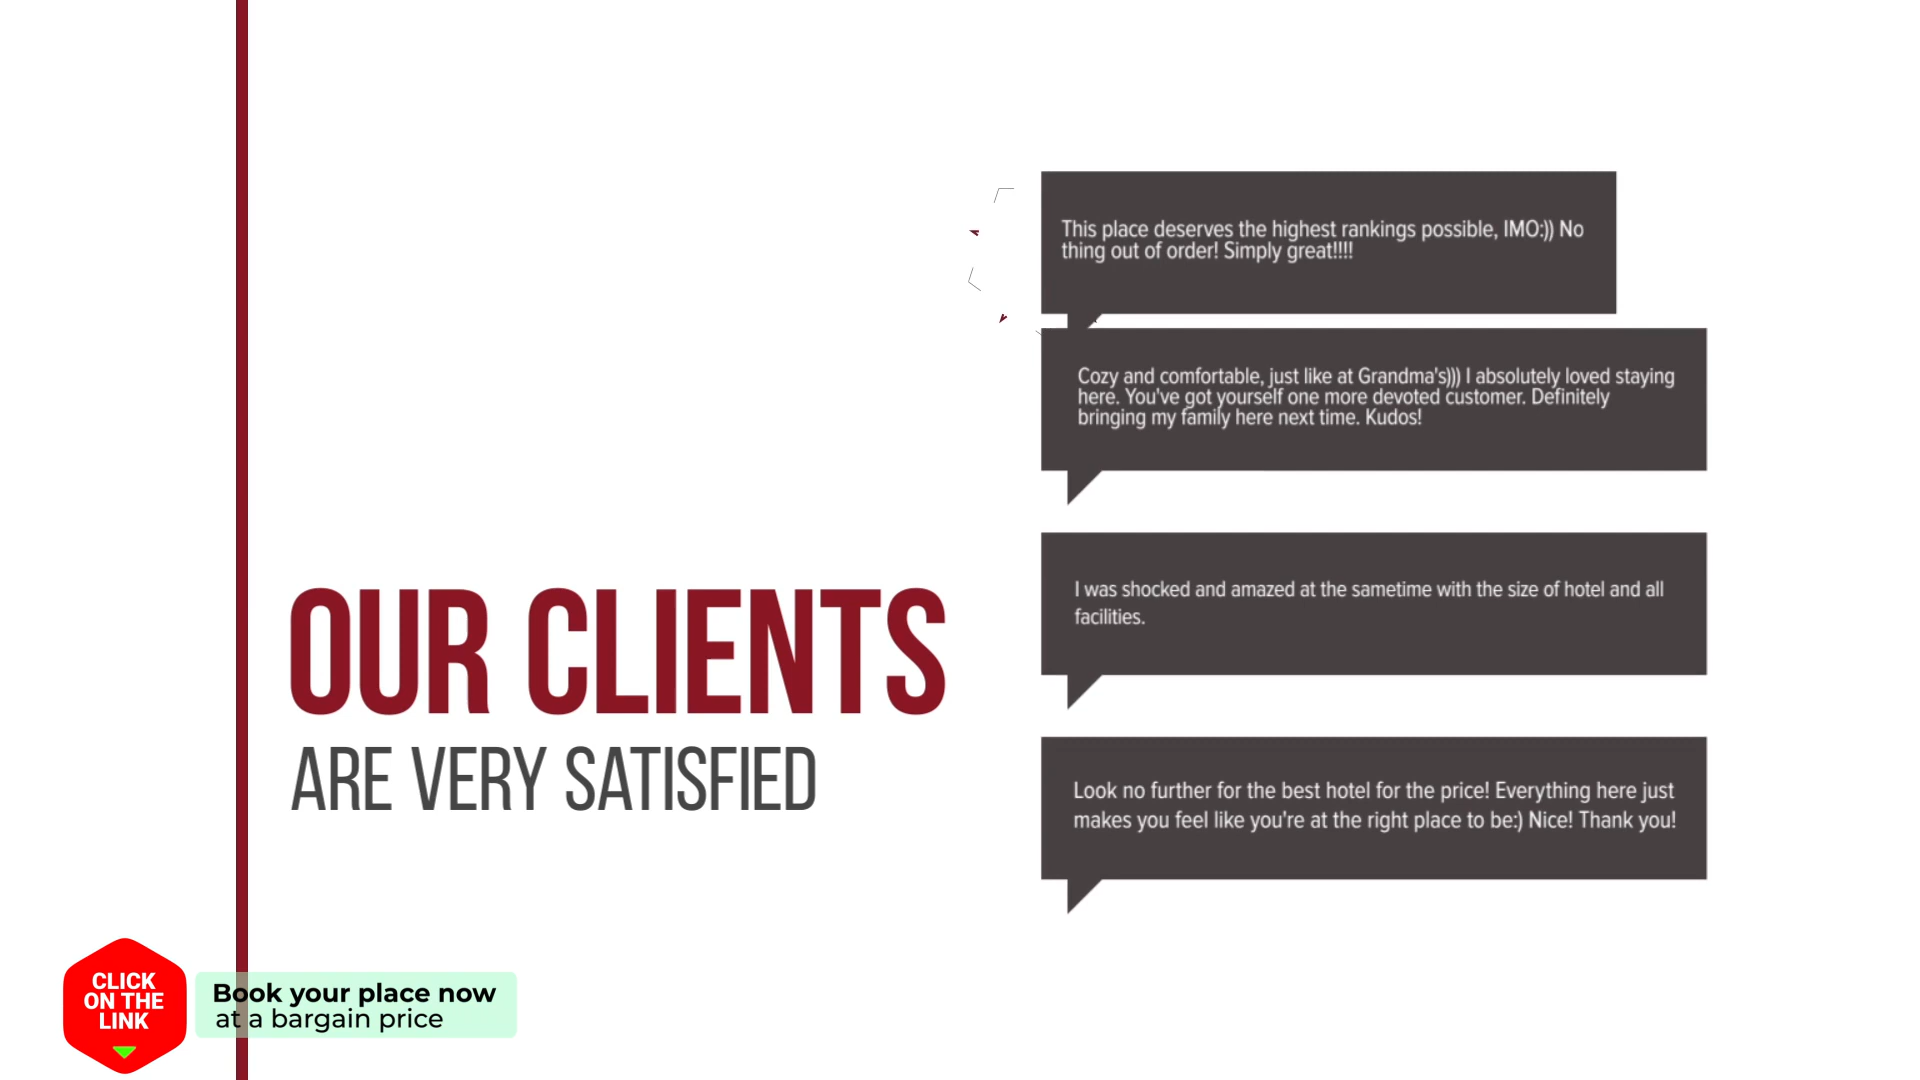 This place deserves the highest rankings possible, IMO:)) No
thing out of order! Simply great!!!!
Cozy and comfortable, just like at Grandma's))) I absolutely loved staying
here. You've got yourself one more devoted customer. Definitely
bringing my family here next time. Kudos!
I was shocked and amazed at the sametime with the size of hotel and all
facilities.
OUR CLIENTS
ARE VERY SATISFIED
Look no further for the best hotel for the price! Everything here just
makes you feel like you're at the right place to be:) Nice! Thank you!
CLICK
ON THE
LINK
Book your place now
at a bargain price